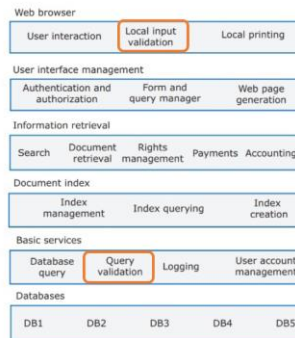 Web browser
User interaction
Local input
validation
Local printing
User interface management
Authentication and
authorization
Form and
query manager
Web page
generation
Information retrieval
Search
Document
retrieval
Rights
management
Payments
Accounting
Document index
Index
management
Index querying
Index
creation
Basic services
Database
query
Query
validation
Logging
User account
management
Databases
DB1
DB2
DB3
DB4
DB5